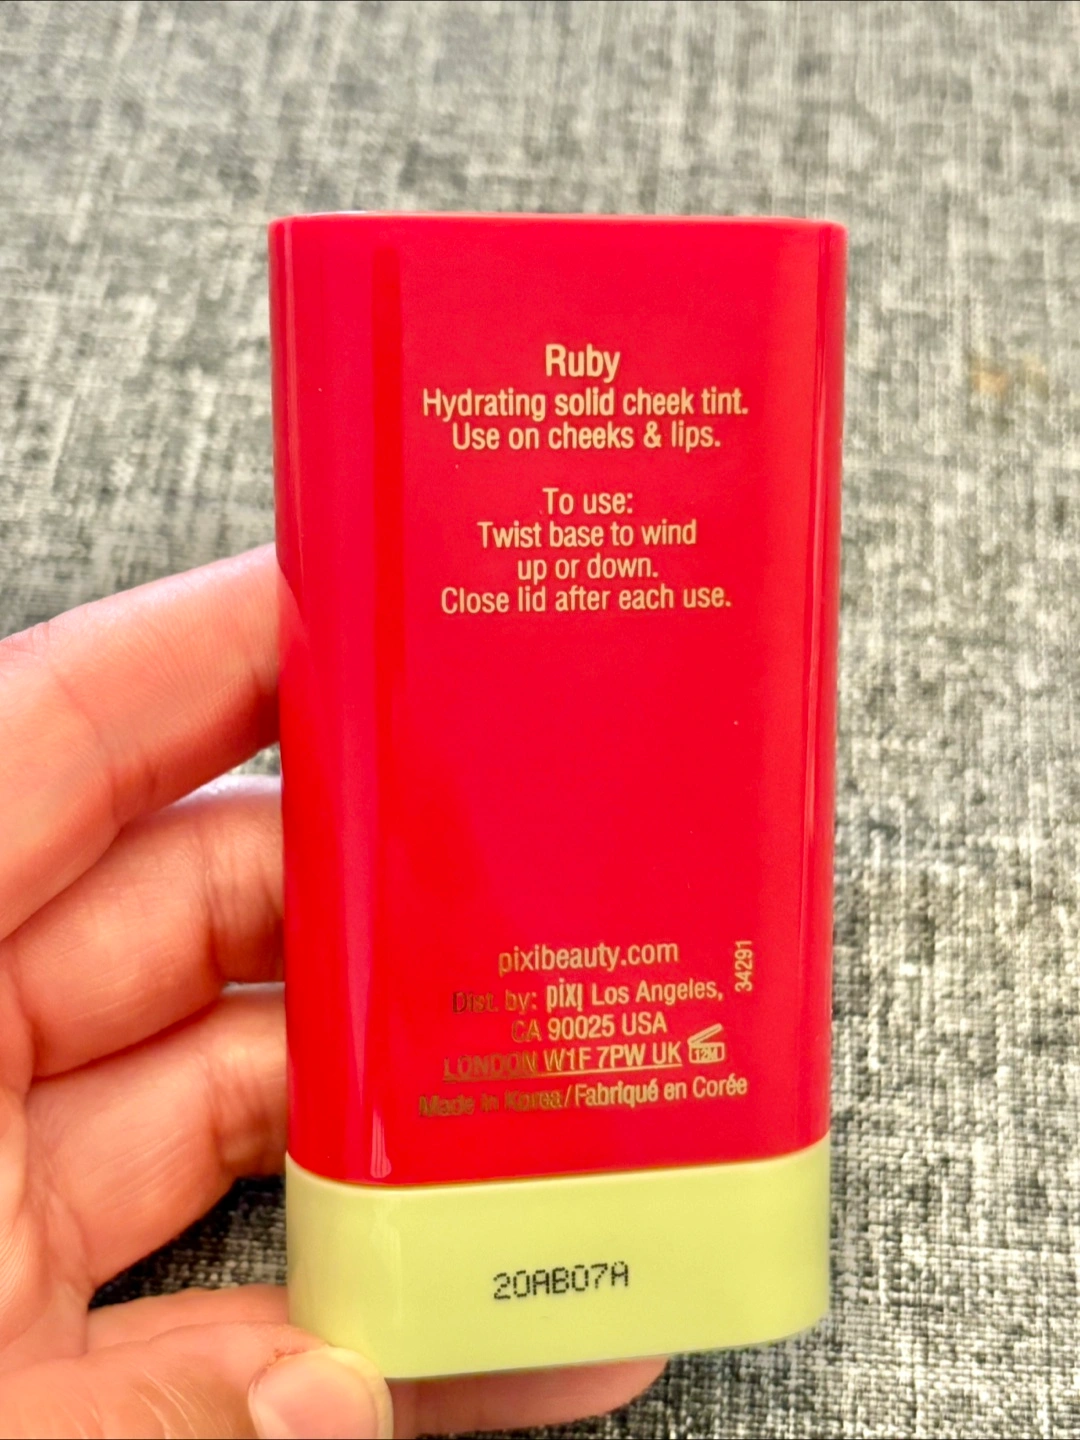 Ruby
Hydrating solid cheek tint.
Use on cheeks & lips.
To use:
Twist base to wind
up or down.
Close lid after each use.
pixibeauty.com
34291
Dist. by: pixi Los Angeles,
CA 90025 USA
LONDON W1F 7PW UK 12M
Made in Korea/Fabriqué en Corée
20AB07A